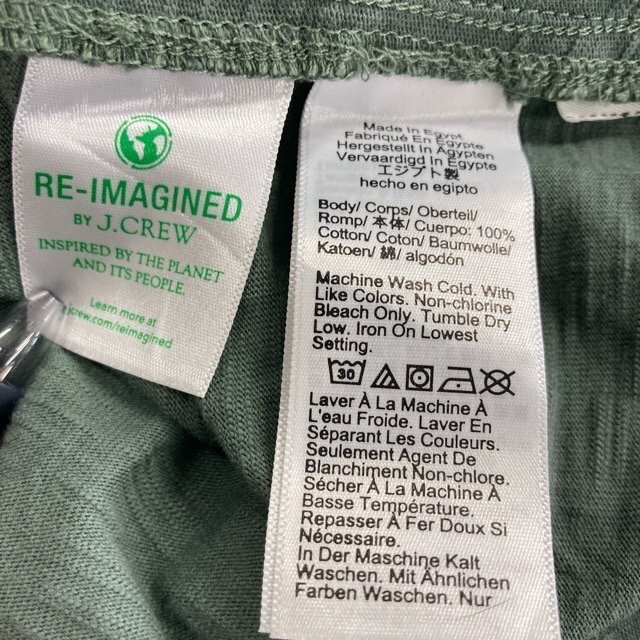 RE-IMAGINED
BY J.CREW
INSPIRED BY THE PLANET
AND ITS PEOPLE.
Learn more at
jcrew.com/reimagined
Made in Egypt
Fabriqué En Égypte
Hergestellt In Ägypten
Vervaardigd In Egypte
エジプト製
hecho en egipto
Body/ Corps/ Oberteil/
Romp/ 本体/ Cuerpo: 100%
Cotton/ Coton/ Baumwolle/
Katoen/ 綿/ algodón
Machine Wash Cold. With
Like Colors. Non-chlorine
Bleach Only. Tumble Dry
Low. Iron On Lowest
Setting.
30
Laver À La Machine À
L'eau Froide. Laver En
Séparant Les Couleurs.
Seulement Agent De
Blanchiment Non-chlore.
Sécher À La Machine À
Basse Température.
Repasser À Fer Doux Si
Nécessaire.
In Der Maschine Kalt
Waschen. Mit Ähnlichen
Farben Waschen. Nur